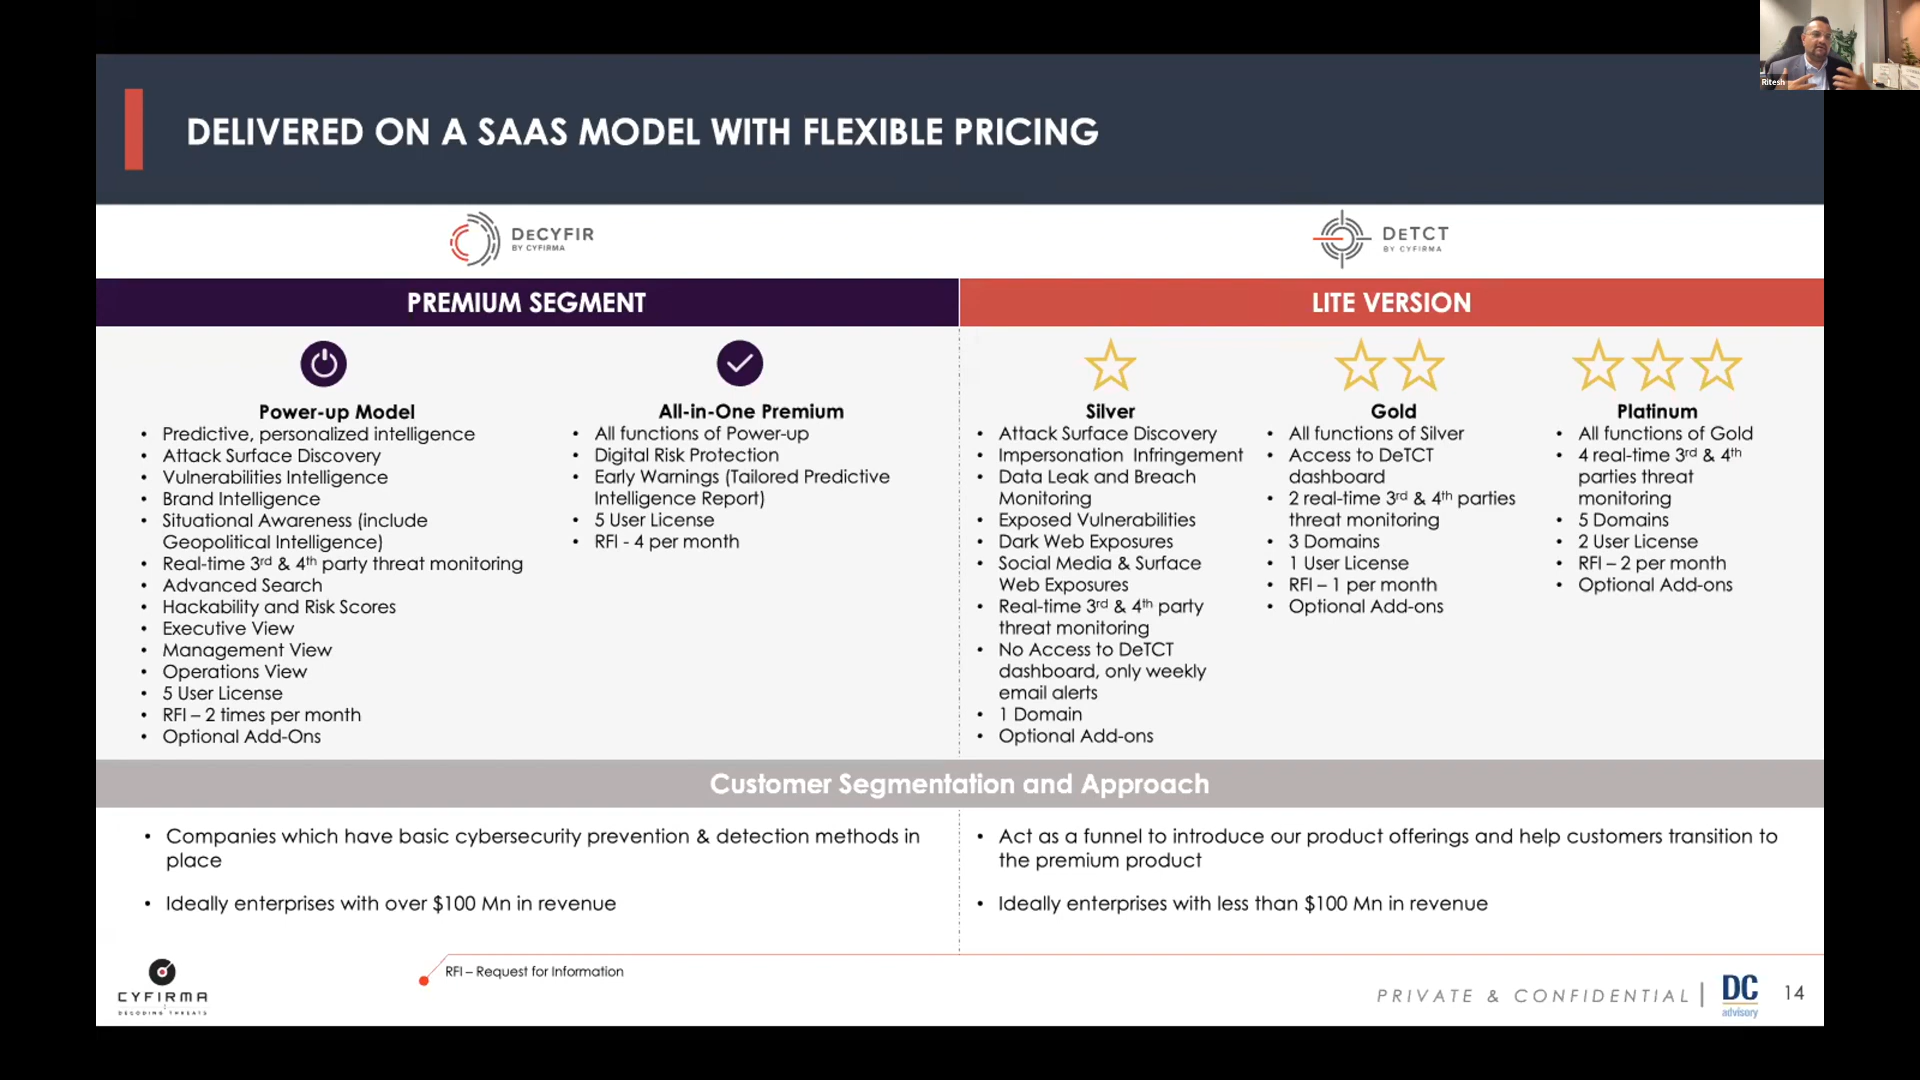 Ritesh
DELIVERED ON A SAAS MODEL WITH FLEXIBLE PRICING
DECYFIR
BY CYFIRMA
DETCT
BY CYFIRMA
PREMIUM SEGMENT
LITE VERSION
Power-up Model
• Predictive, personalized intelligence
• Attack Surface Discovery
• Vulnerabilities Intelligence
• Brand Intelligence
• Situational Awareness (include
Geopolitical Intelligence)
• Real-time 3rd & 4th party threat monitoring
• Advanced Search
• Hackability and Risk Scores
• Executive View
• Management View
• Operations View
• 5 User License
• RFI – 2 times per month
• Optional Add-Ons
All-in-One Premium
• All functions of Power-up
• Digital Risk Protection
• Early Warnings (Tailored Predictive
Intelligence Report)
• 5 User License
• RFI - 4 per month
Silver
• Attack Surface Discovery
• Impersonation Infringement
• Data Leak and Breach
Monitoring
• Exposed Vulnerabilities
• Dark Web Exposures
• Social Media & Surface
Web Exposures
• Real-time 3rd & 4th party
threat monitoring
• No Access to DeTCT
dashboard, only weekly
email alerts
• 1 Domain
• Optional Add-ons
Gold
• All functions of Silver
• Access to DeTCT
dashboard
• 2 real-time 3rd & 4th parties
threat monitoring
• 3 Domains
• 1 User License
• RFI – 1 per month
• Optional Add-ons
Platinum
• All functions of Gold
• 4 real-time 3rd & 4th
parties threat
monitoring
• 5 Domains
• 2 User License
• RFI – 2 per month
• Optional Add-ons
Customer Segmentation and Approach
• Companies which have basic cybersecurity prevention & detection methods in
place
• Ideally enterprises with over $100 Mn in revenue
• Act as a funnel to introduce our product offerings and help customers transition to
the premium product
• Ideally enterprises with less than $100 Mn in revenue
CYFIRMA
DECODING THREATS
RFI – Request for Information
PRIVATE & CONFIDENTIAL
DC
advisory
14